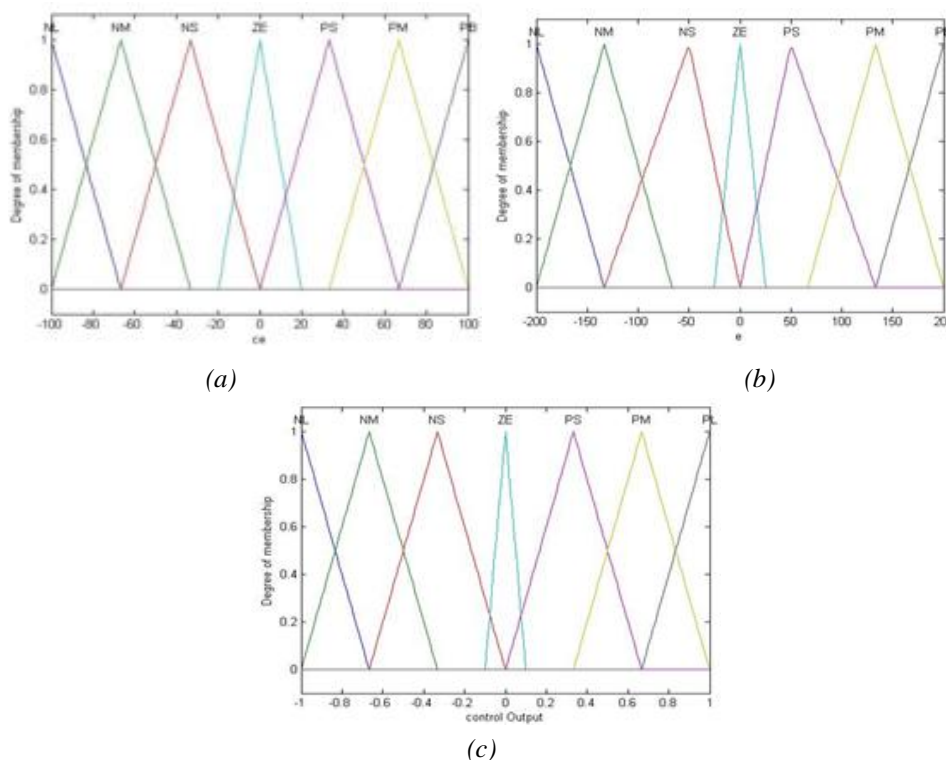 NL NM NS ZE PS PM PB
1
0.8
0.6
0.4
0.2
0
Degree of membership
-100 -80 -60 -40 -20 0 20 40 60 80 100
ce
(a)
NL NM NS ZE PS PM PL
1
0.8
0.6
0.4
0.2
0
Degree of membership
-200 -150 -100 -50 0 50 100 150 200
e
(b)
NL NM NS ZE PS PM PL
1
0.8
0.6
0.4
0.2
0
Degree of membership
-1 -0.8 -0.6 -0.4 -0.2 0 0.2 0.4 0.6 0.8 1
control Output
(c)